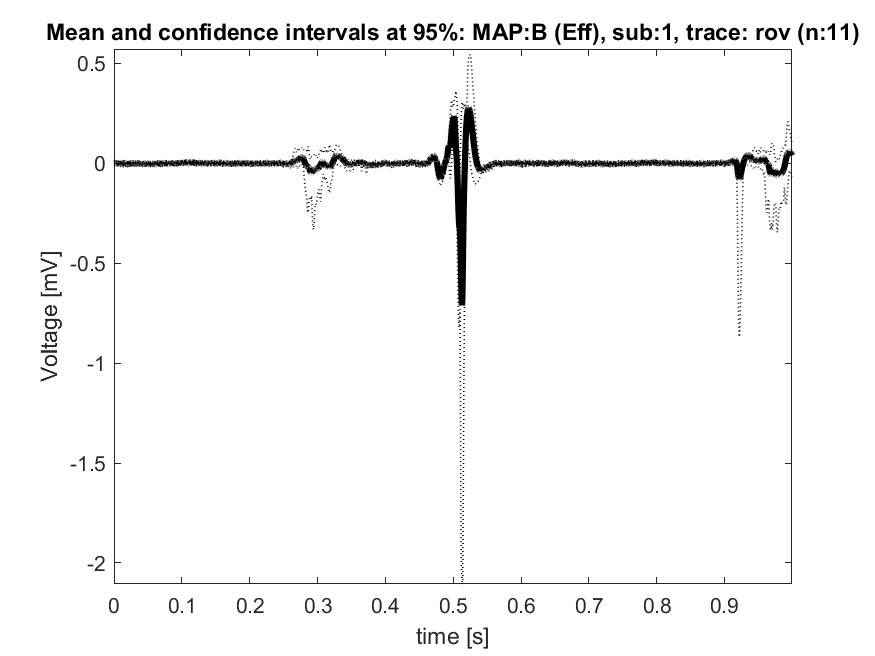 Mean and confidence intervals at 95%: MAP:B (Eff), sub:1, trace: rov (n:11)
0.5
0
-0.5
-1
-1.5
-2
Voltage [mV]
0 0.1 0.2 0.3 0.4 0.5 0.6 0.7 0.8 0.9
time [s]